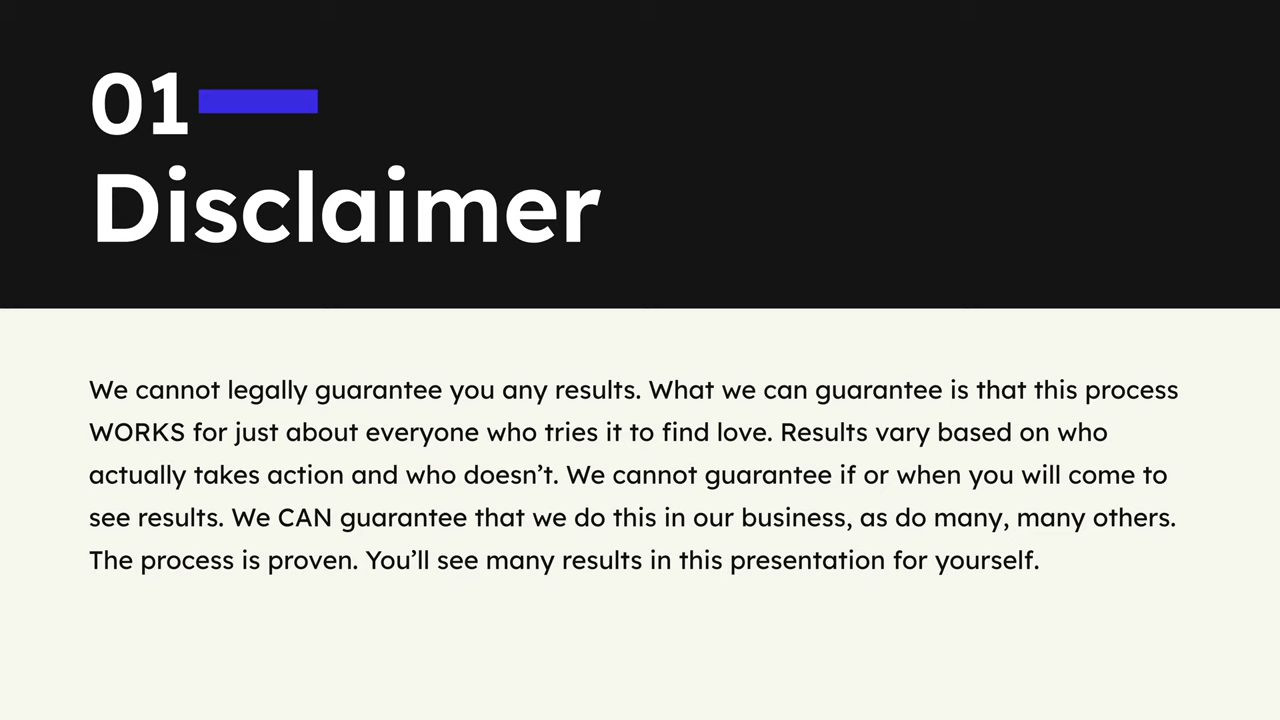 01
Disclaimer
We cannot legally guarantee you any results. What we can guarantee is that this process
WORKS for just about everyone who tries it to find love. Results vary based on who
actually takes action and who doesn’t. We cannot guarantee if or when you will come to
see results. We CAN guarantee that we do this in our business, as do many, many others.
The process is proven. You’ll see many results in this presentation for yourself.